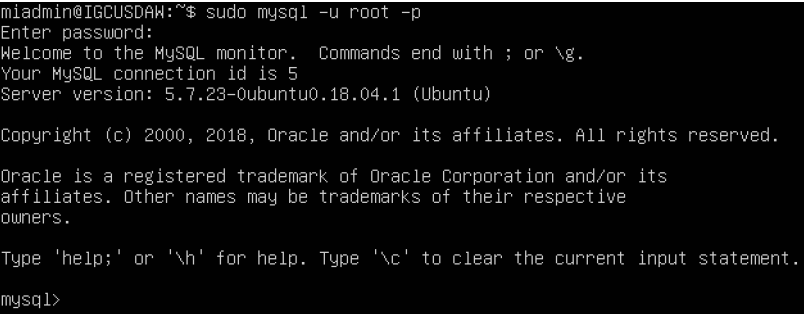 miadmin@IGCUSDAW:~$ sudo mysql -u root -p
Enter password:
Welcome to the MySQL monitor.  Commands end with ; or \g.
Your MySQL connection id is 5
Server version: 5.7.23-0ubuntu0.18.04.1 (Ubuntu)

Copyright (c) 2000, 2018, Oracle and/or its affiliates. All rights reserved.

Oracle is a registered trademark of Oracle Corporation and/or its
affiliates. Other names may be trademarks of their respective
owners.

Type 'help;' or '\h' for help. Type '\c' to clear the current input statement.

mysql>